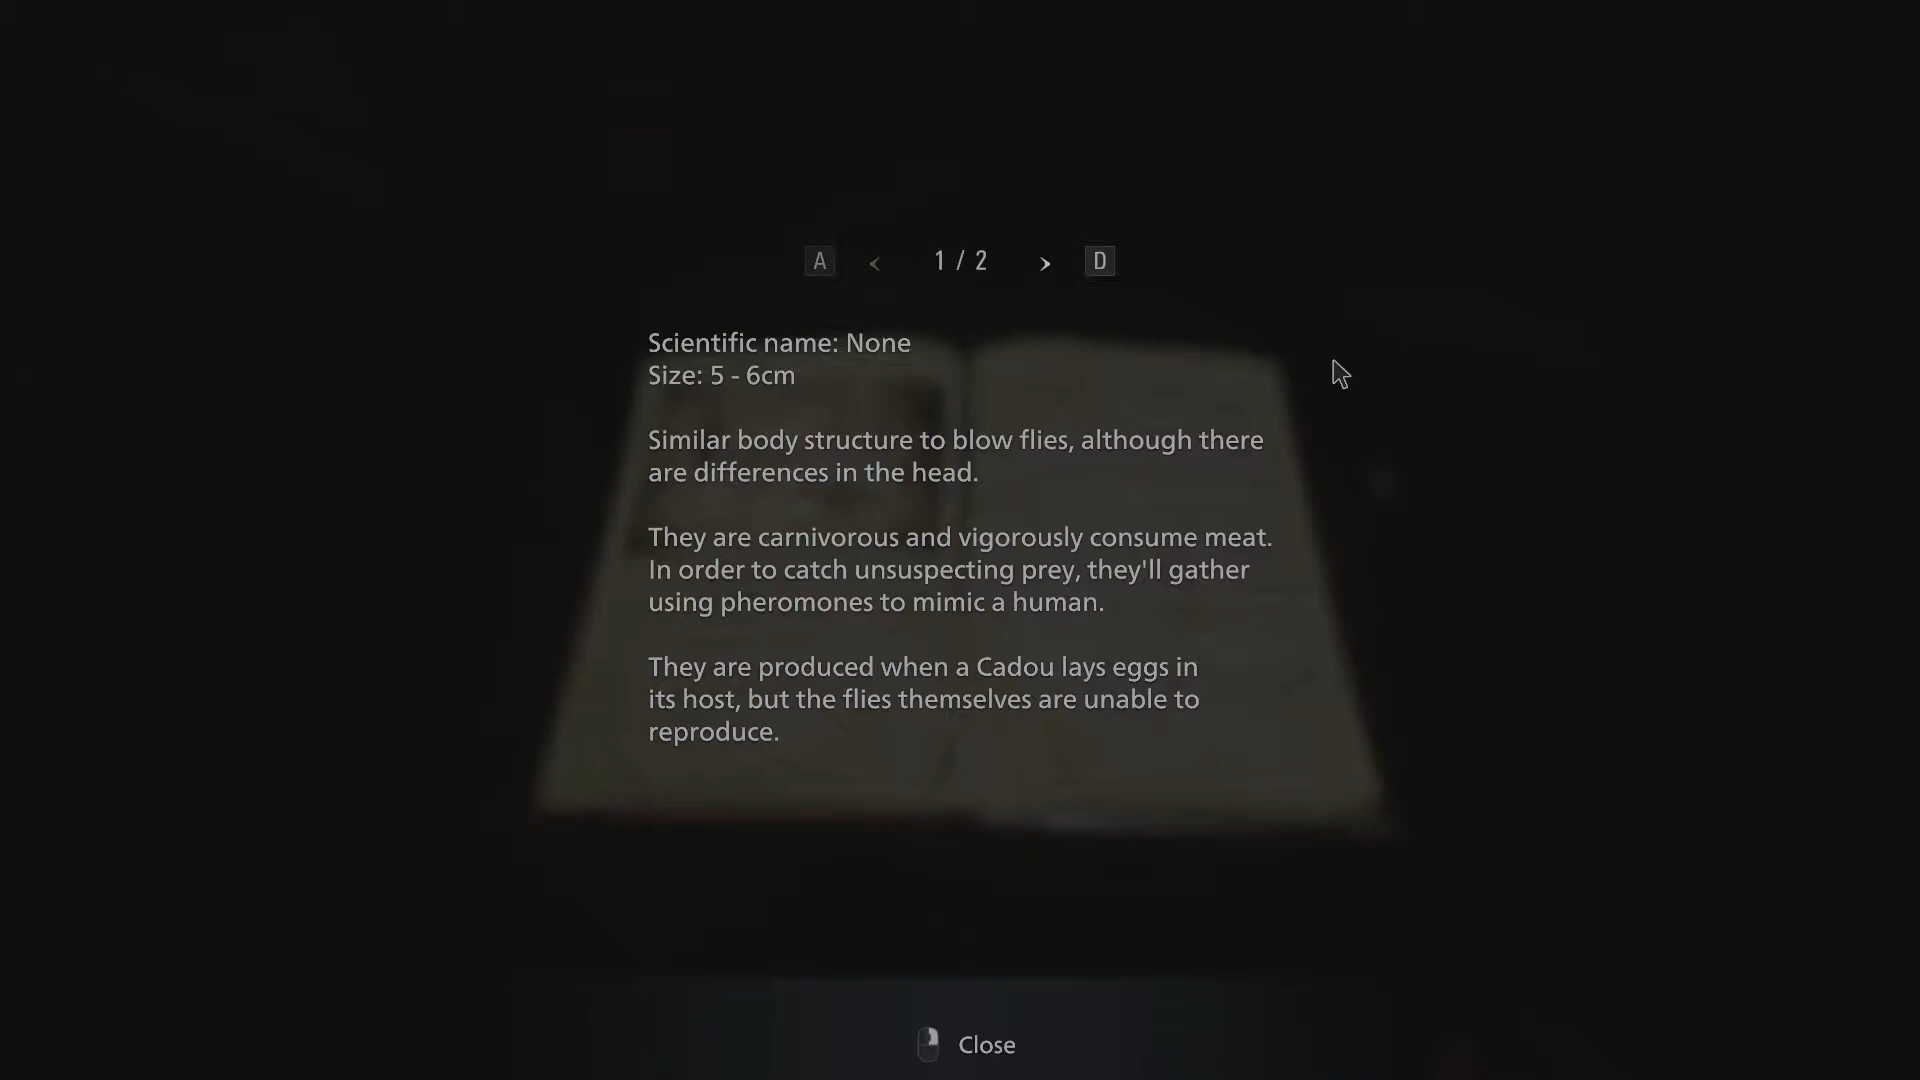 A < 1 / 2 > D
Scientific name: None
Size: 5 - 6cm
Similar body structure to blow flies, although there
are differences in the head.
They are carnivorous and vigorously consume meat.
In order to catch unsuspecting prey, they'll gather
using pheromones to mimic a human.
They are produced when a Cadou lays eggs in
its host, but the flies themselves are unable to
reproduce.
Close